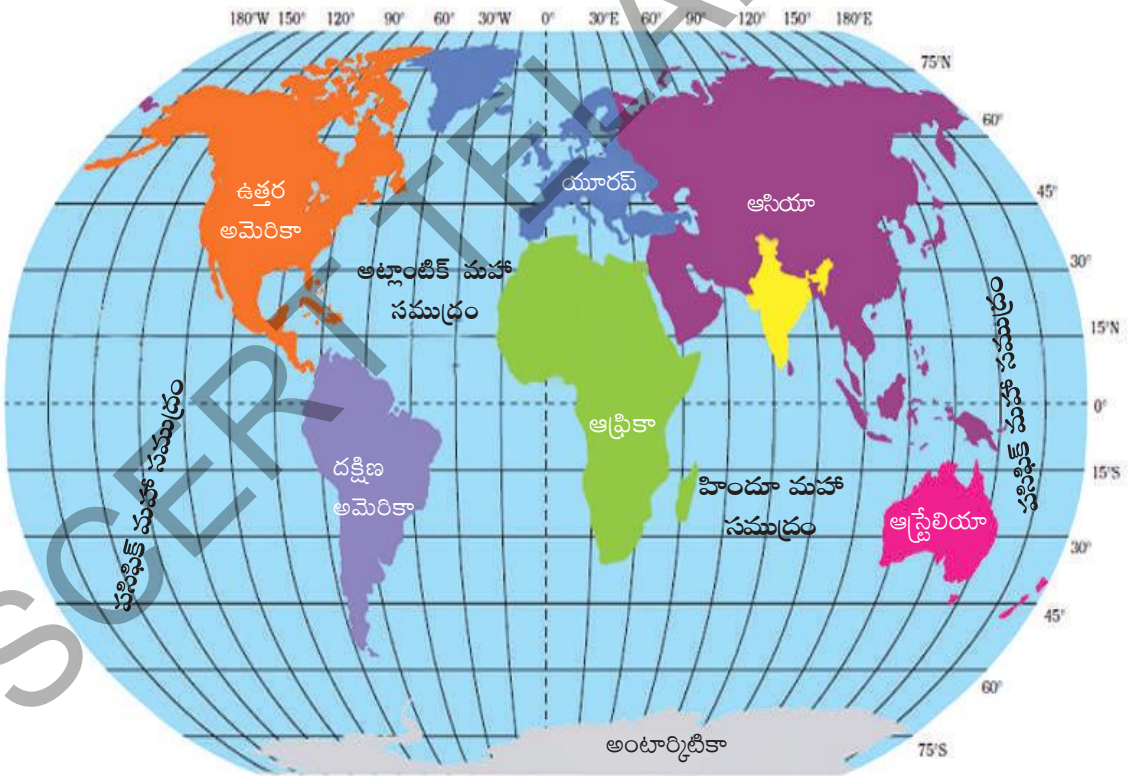 180°W 150° 120° 90° 60° 30°W 0° 30°E 60° 90° 120° 150° 180°E
75°N
60°
45°
30°
15°N
0°
15°S
30°
45°
60°
75°S
ఉత్తర
అమెరికా
యూరప్
ఆసియా
అట్లాంటిక్ మహా
సముద్రం
పసిఫిక్ మహా సముద్రం
ఆఫ్రికా
దక్షిణ
అమెరికా
హిందూ మహా
సముద్రం
ఆస్ట్రేలియా
పసిఫిక్ మహా సముద్రం
అంటార్కిటికా
SCERT TELA